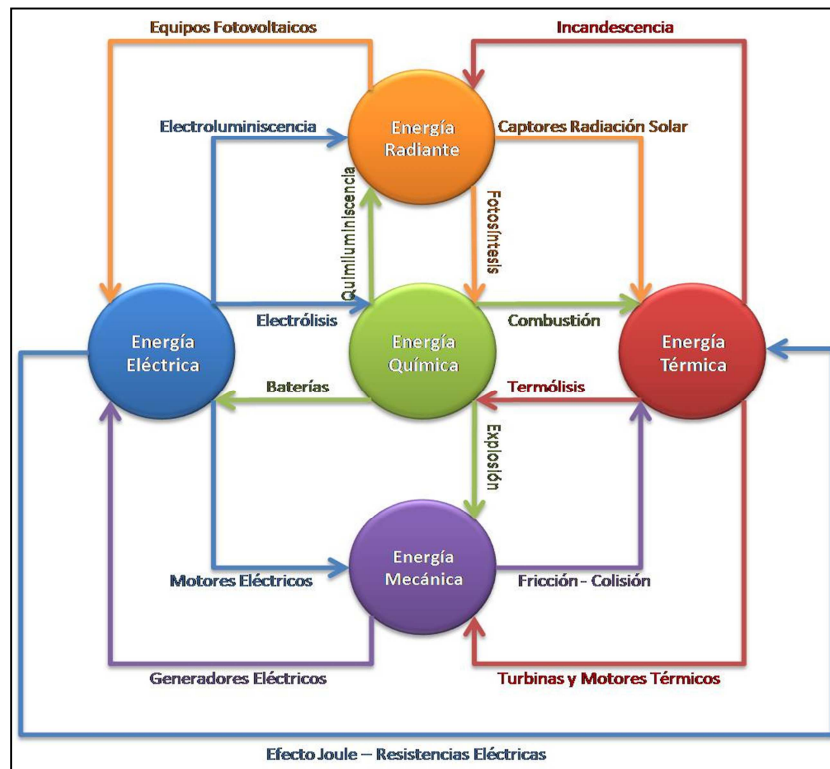 Equipos Fotovoltaicos
Incandescencia
Electroluminiscencia
Energía
Radiante
Captores Radiación Solar
Quimiluminiscencia
Fotosíntesis
Energía
Eléctrica
Electrólisis
Energía
Química
Combustión
Energía
Térmica
Baterías
Termólisis
Explosión
Motores Eléctricos
Energía
Mecánica
Fricción - Colisión
Generadores Eléctricos
Turbinas y Motores Térmicos
Efecto Joule – Resistencias Eléctricas